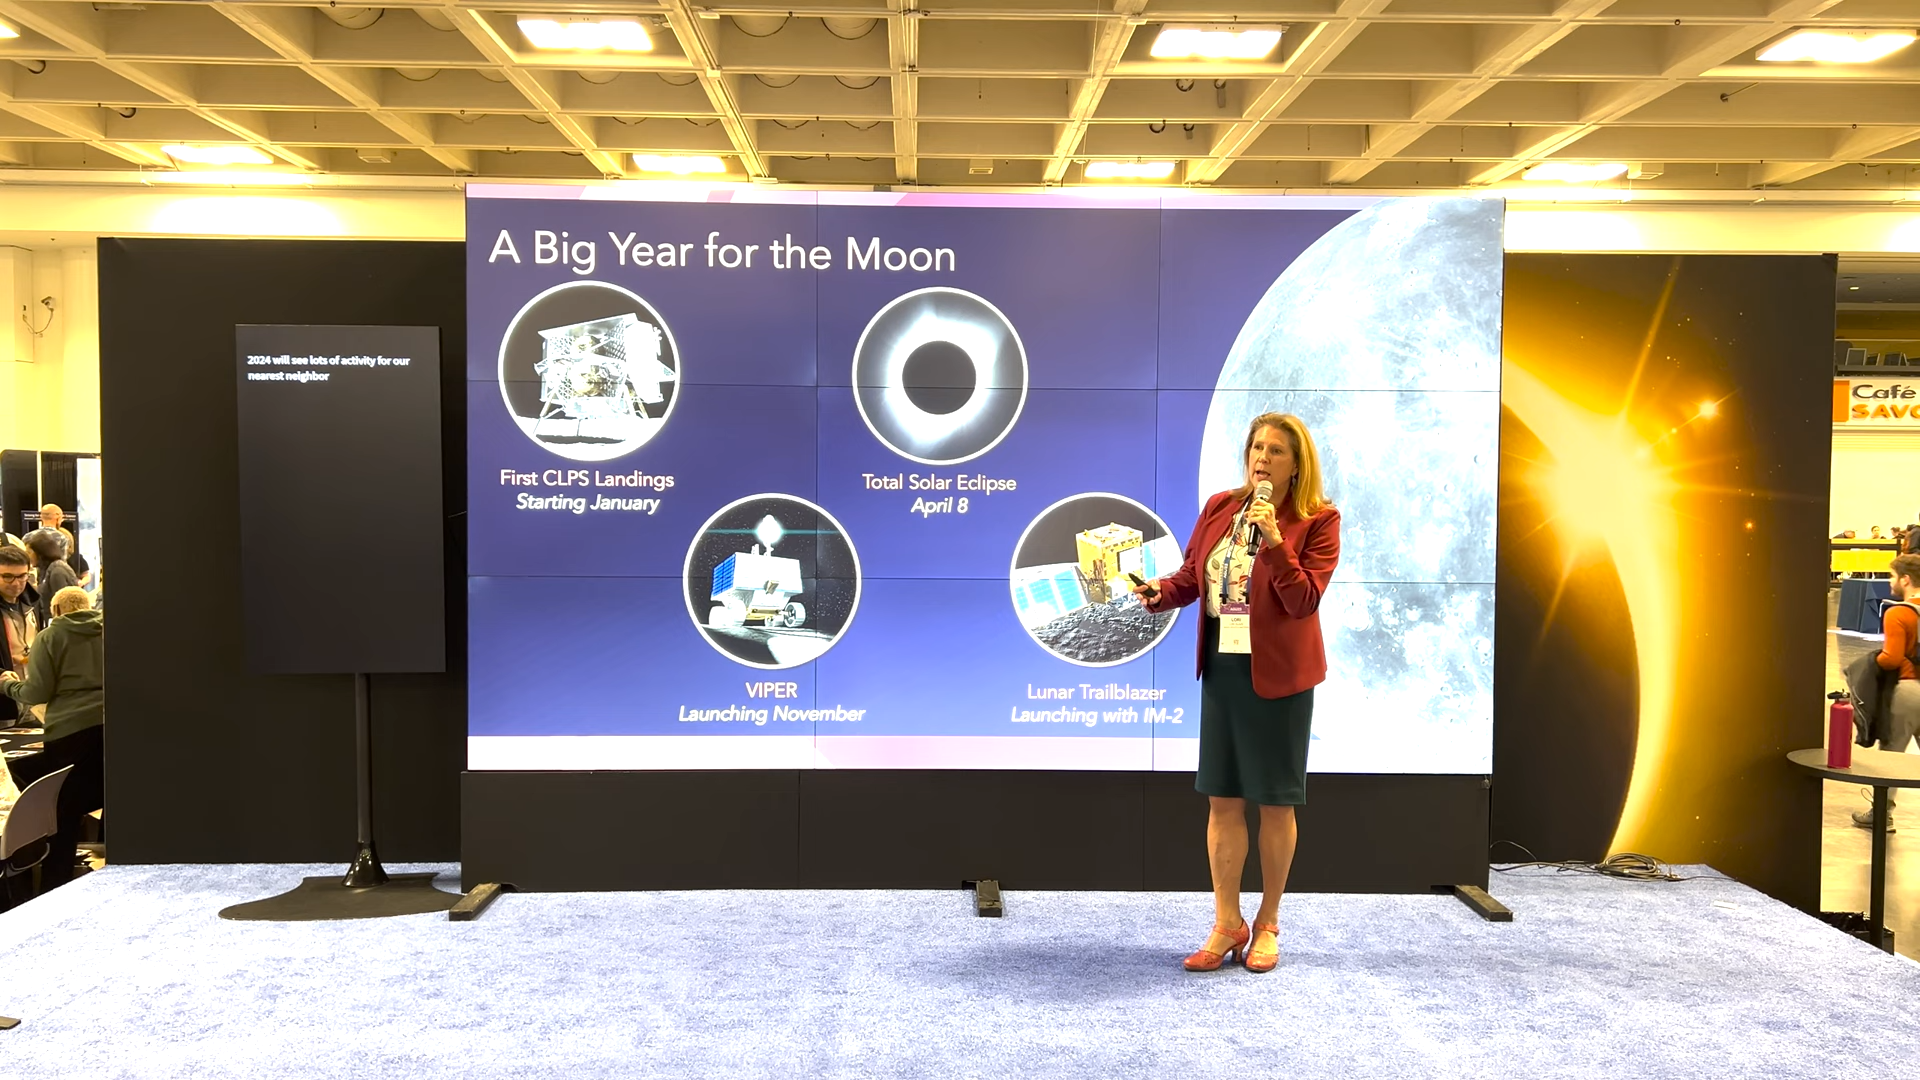 A Big Year for the Moon
2024 will see lots of activity for our
nearest neighbor
First CLPS Landings
Starting January
Total Solar Eclipse
April 8
VIPER
Launching November
Lunar Trailblazer
Launching with IM-2
LORI
Café